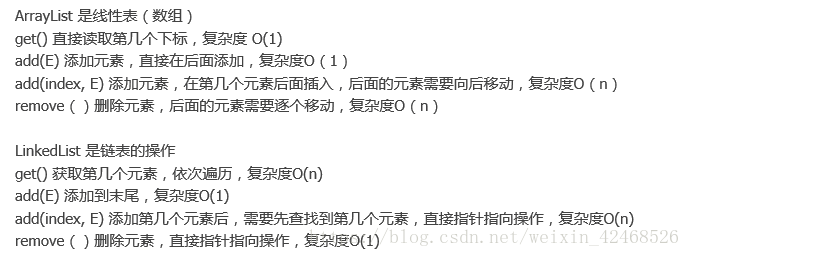 ArrayList 是线性表（数组）
get() 直接读取第几个下标，复杂度 O(1)
add(E) 添加元素，直接在后面添加，复杂度O（1）
add(index, E) 添加元素，在第几个元素后面插入，后面的元素需要向后移动，复杂度O（n）
remove（）删除元素，后面的元素需要逐个移动，复杂度O（n）
LinkedList 是链表的操作
get() 获取第几个元素，依次遍历，复杂度O(n)
add(E) 添加到末尾，复杂度O(1)
add(index, E) 添加第几个元素后，需要先查找到第几个元素，直接指针指向操作，复杂度O(n)
remove（）删除元素，直接指针指向操作，复杂度O(1)
https://blog.csdn.net/weixin_42468526